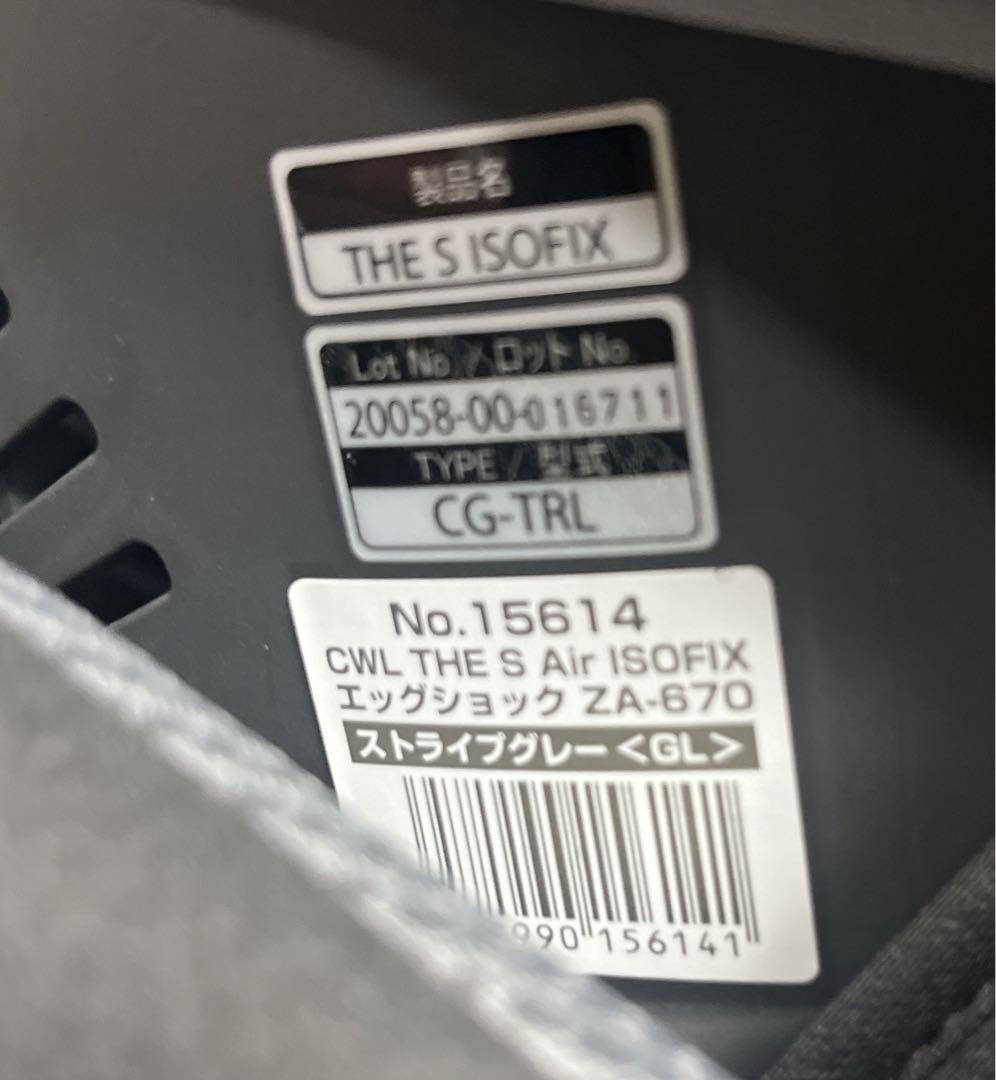 製品名
THE S ISOFIX
Lot No. / ロット No.
20058-00-016711
TYPE / 型式
CG-TRL
No.15614
CWL THE S Air ISOFIX
エッグショック ZA-670
ストライプグレー<GL>
990 156141